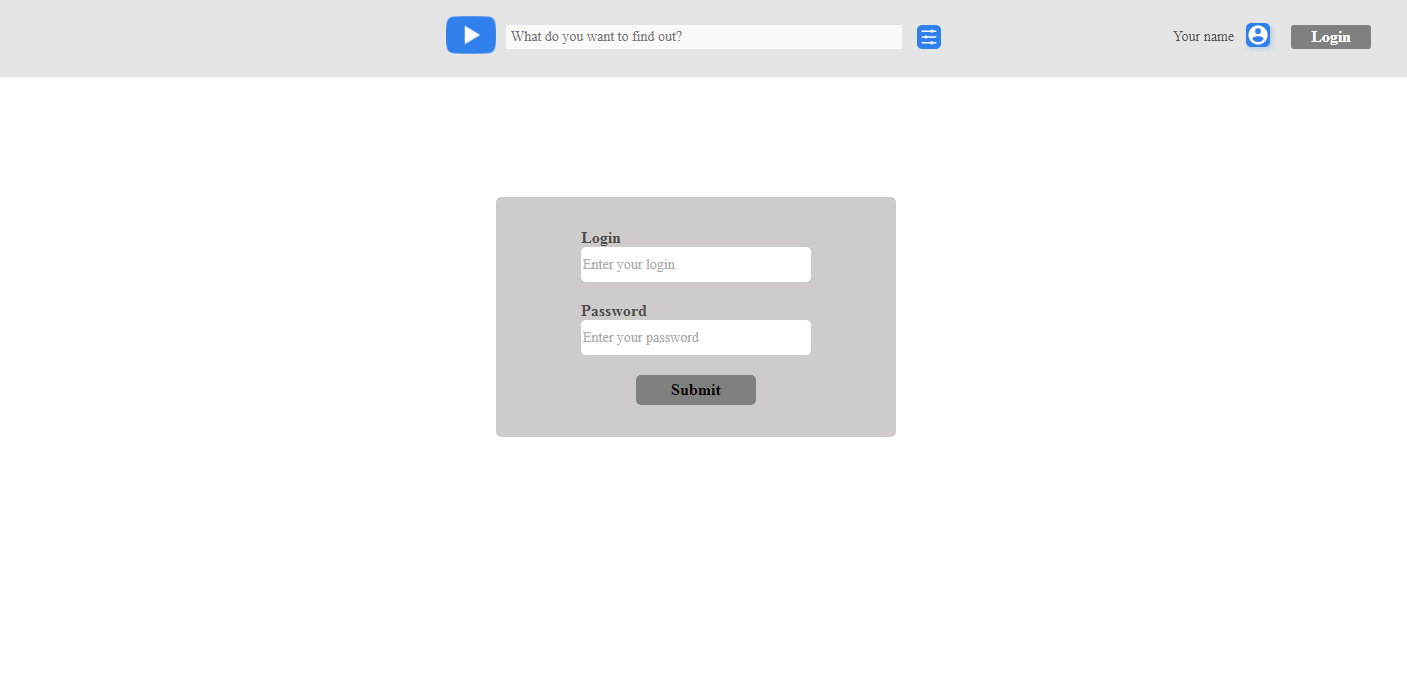 What do you want to find out?
Your name
Login
Login
Enter your login
Password
Enter your password
Submit